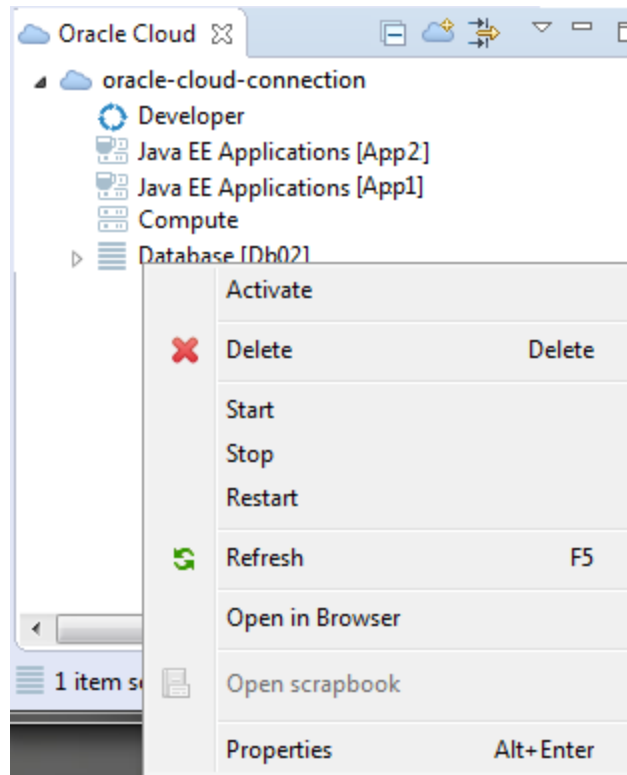 Oracle Cloud
oracle-cloud-connection
Developer
Java EE Applications [App2]
Java EE Applications [App1]
Compute
Database [Db02]
Activate
Delete Delete
Start
Stop
Restart
Refresh F5
Open in Browser
1 item se
Open scrapbook
Properties Alt+Enter